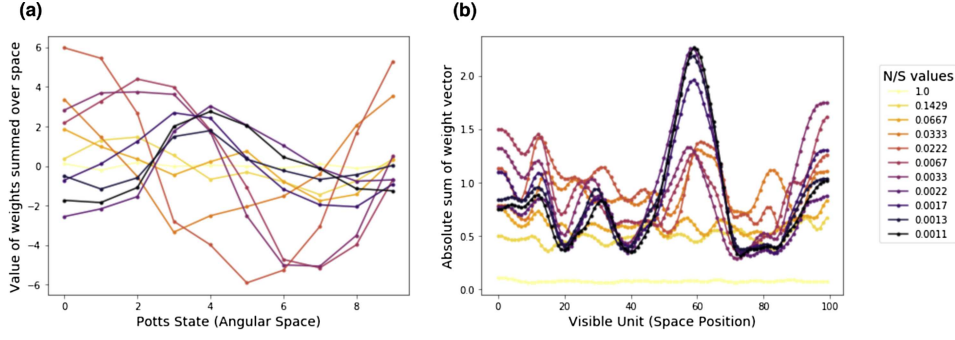 (a)
Value of weights summed over space
6
4
2
0
−2
−4
−6
0 2 4 6 8
Potts State (Angular Space)
(b)
Absolute sum of weight vector
2.0
1.5
1.0
0.5
0.0
0 20 40 60 80 100
Visible Unit (Space Position)
N/S values
1.0
0.1429
0.0667
0.0333
0.0222
0.0067
0.0033
0.0022
0.0017
0.0013
0.0011